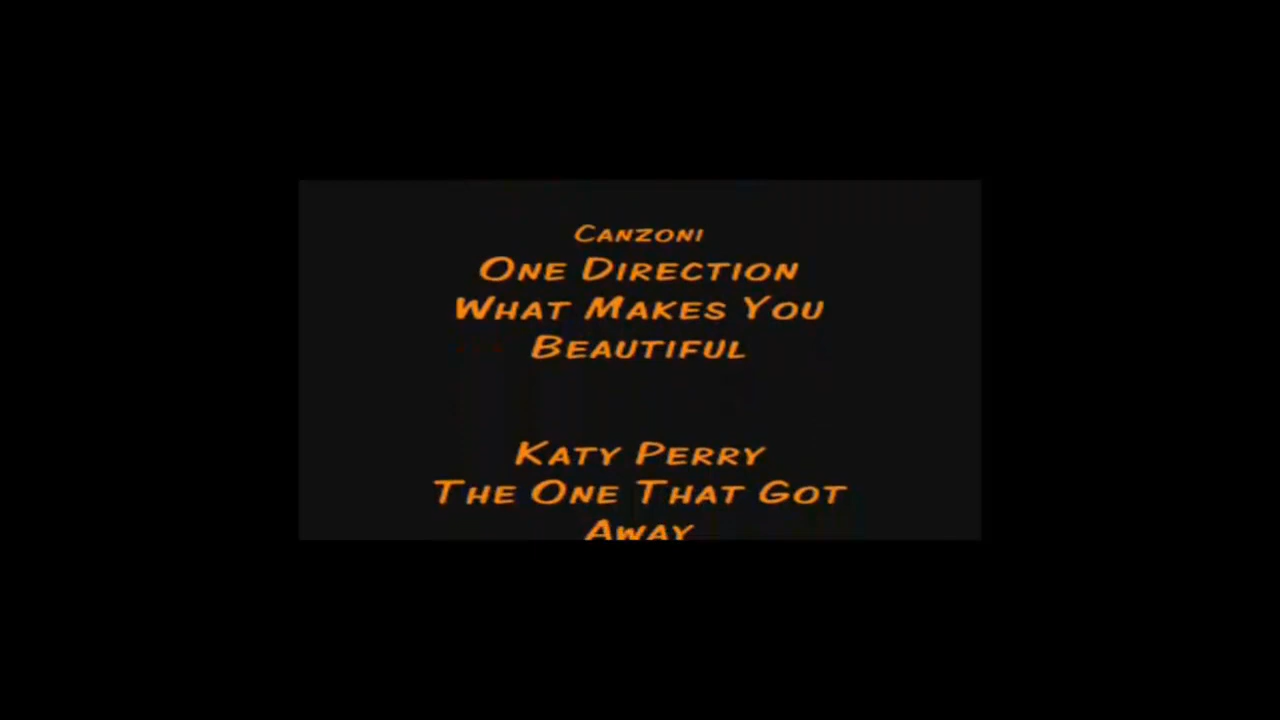 Canzoni
One Direction
What Makes You
Beautiful
Katy Perry
The One That Got
Away